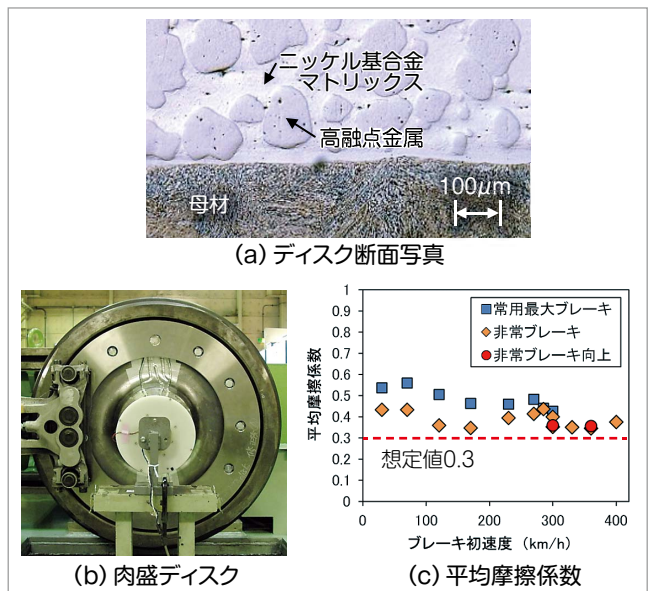 ニッケル基合金
マトリックス
高融点金属
母材
100μm
(a) ディスク断面写真
(b) 肉盛ディスク
1
0.9
0.8
0.7
0.6
0.5
0.4
0.3
0.2
0.1
0
平均摩擦係数
常用最大ブレーキ
非常ブレーキ
非常ブレーキ向上
想定値0.3
0
100
200
300
400
ブレーキ初速度 (km/h)
(c) 平均摩擦係数